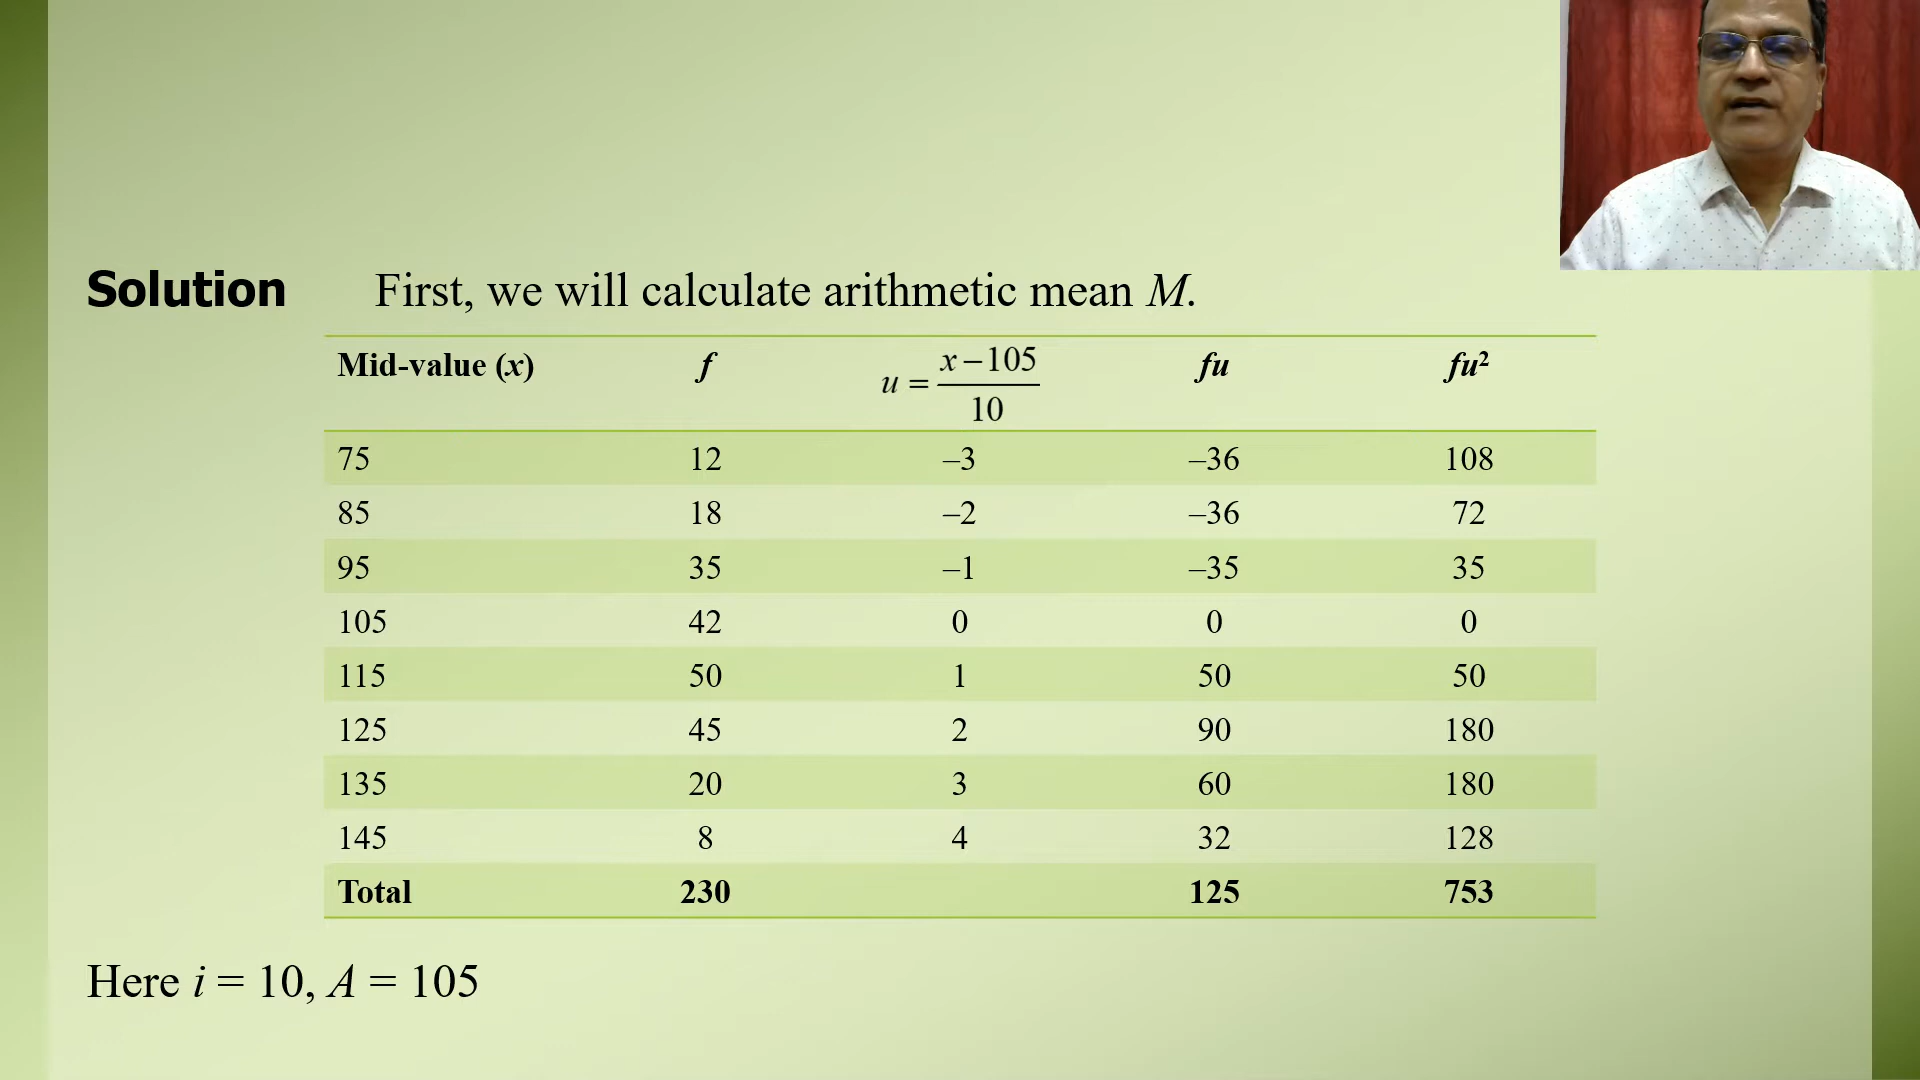 Solution First, we will calculate arithmetic mean M.
Mid-value (x) f u = (x – 105)/10 fu fu²
75 12 –3 –36 108
85 18 –2 –36 72
95 35 –1 –35 35
105 42 0 0 0
115 50 1 50 50
125 45 2 90 180
135 20 3 60 180
145 8 4 32 128
Total 230 125 753
Here i = 10, A = 105